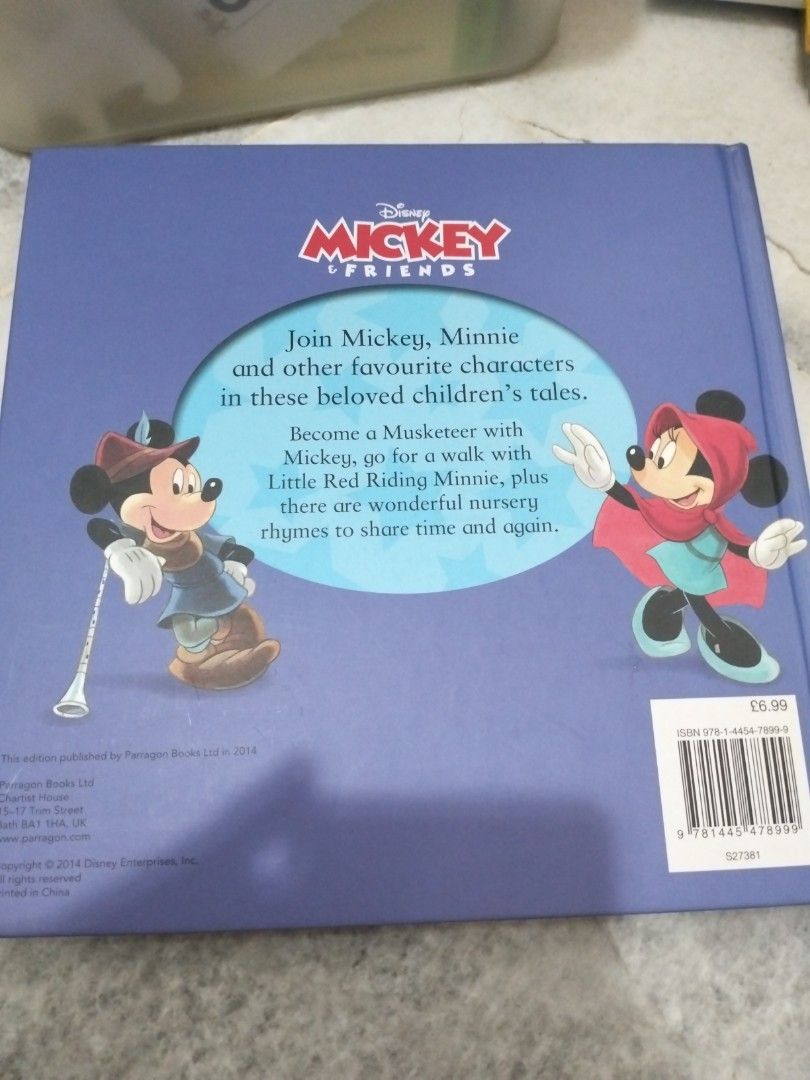 Disney
MICKEY
& FRIENDS
Join Mickey, Minnie
and other favourite characters
in these beloved children's tales.
Become a Musketeer with
Mickey, go for a walk with
Little Red Riding Minnie, plus
there are wonderful nursery
rhymes to share time and again.
This edition published by Parragon Books Ltd in 2014
Parragon Books Ltd
Chartist House
15–17 Trim Street
Bath BA1 1HA, UK
www.parragon.com
Copyright © 2014 Disney Enterprises, Inc.
All rights reserved
Printed in China
£6.99
ISBN 978-1-4454-7899-9
9 781445 478999
S27381